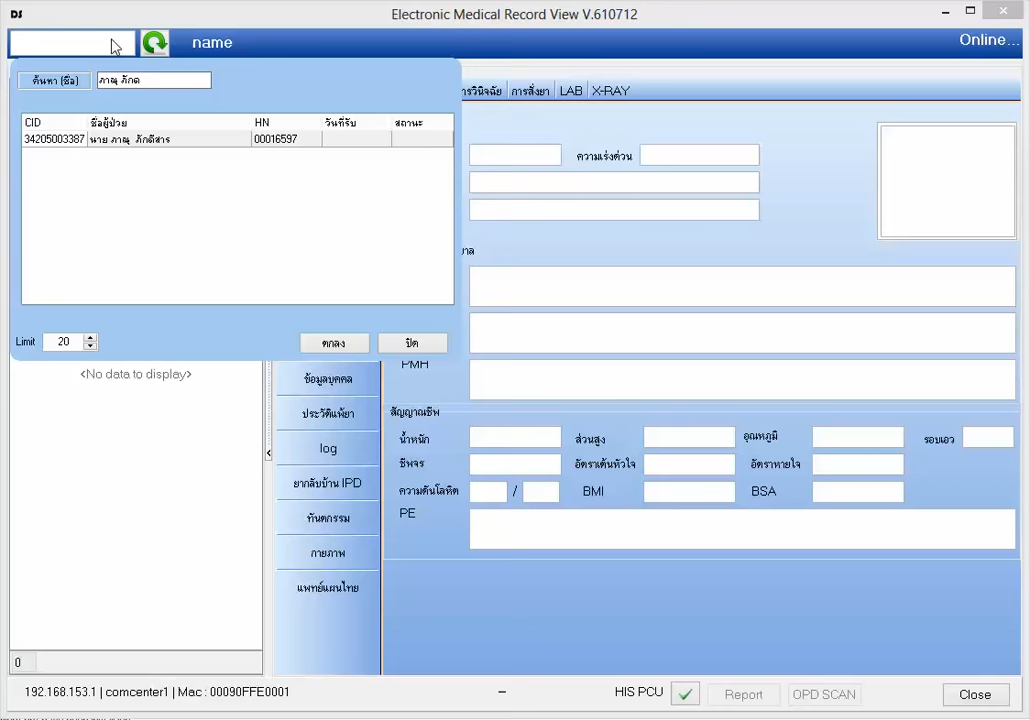 DS
Electronic Medical Record View V.610712
name
Online...
ค้นหา (ชื่อ)
ภาณุ ภักด
ารวินิจฉัย การสั่งยา LAB X-RAY
CID ชื่อผู้ป่วย HN วันที่รับ สถานะ
34205003387 นาย ภาณุ ภักดีสาร 00016597
ความเร่งด่วน
าล
Limit 20 ตกลง ปิด
<No data to display>
PMH
ข้อมูลบุคคล
ประวัติแพ้ยา
log
ยากลับบ้าน IPD
ทันตกรรม
กายภาพ
แพทย์แผนไทย
สัญญาณชีพ
น้ำหนัก ส่วนสูง อุณหภูมิ รอบเอว
ชีพจร อัตราเต้นหัวใจ อัตราหายใจ
ความดันโลหิต / BMI BSA
PE
0
192.168.153.1 | comcenter1 | Mac : 00090FFE0001
-
HIS PCU
Report
OPD SCAN
Close